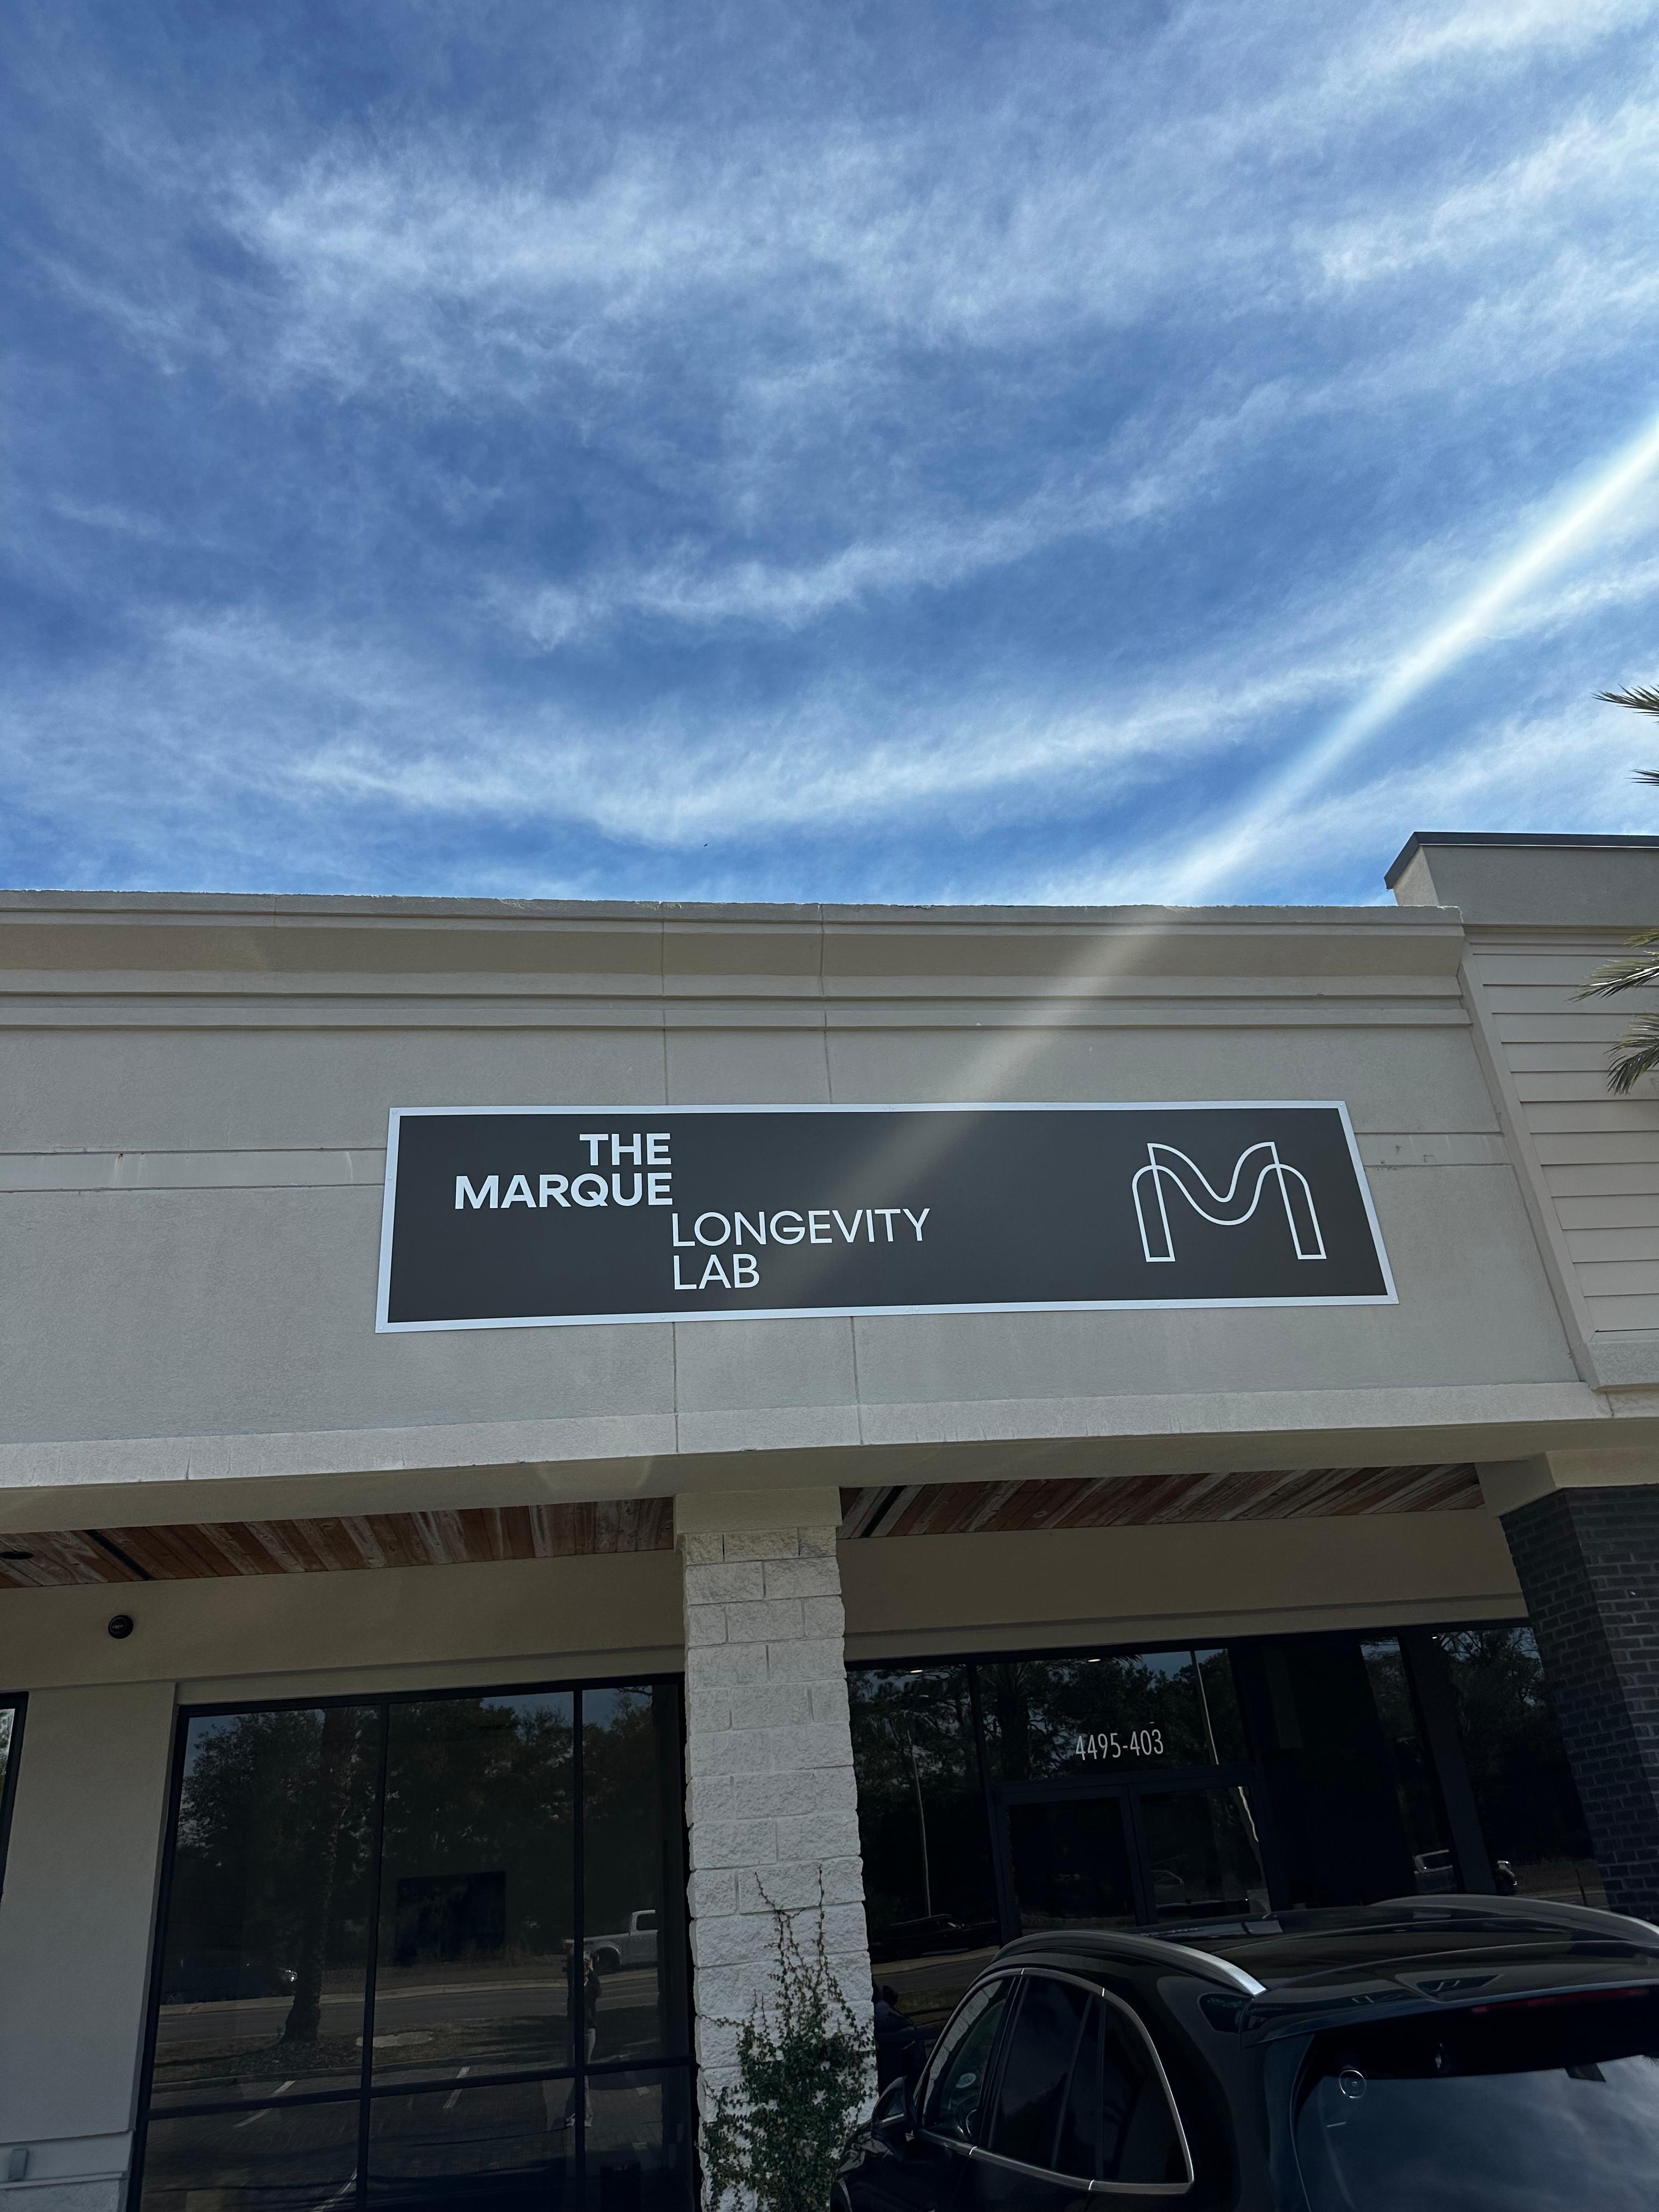 THE
MARQUE
LONGEVITY
LAB
M
4495-403